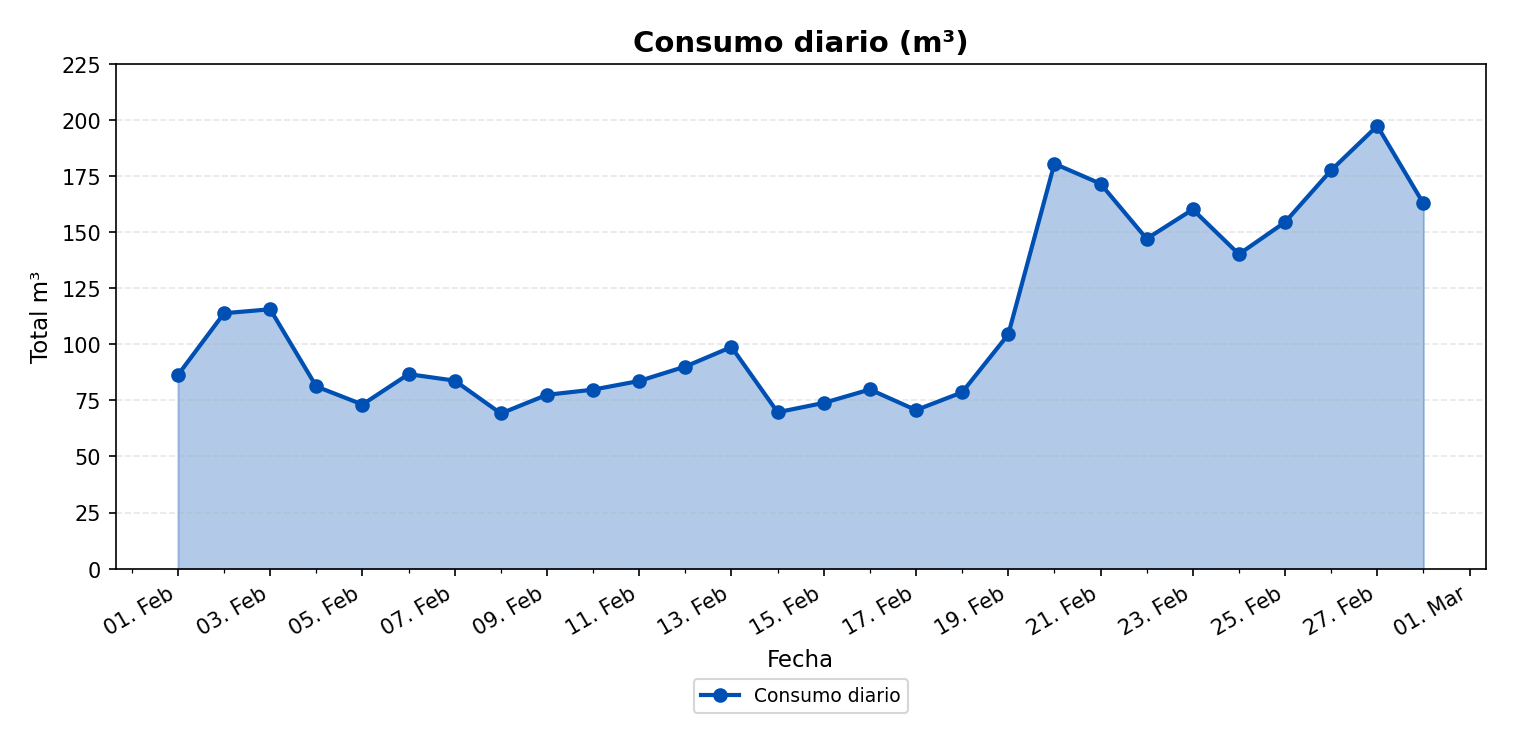 Consumo diario (m³)
225
200
175
150
125
100
75
50
25
0
Total m³
01. Feb
03. Feb
05. Feb
07. Feb
09. Feb
11. Feb
13. Feb
15. Feb
17. Feb
19. Feb
21. Feb
23. Feb
25. Feb
27. Feb
01. Mar
Fecha
Consumo diario